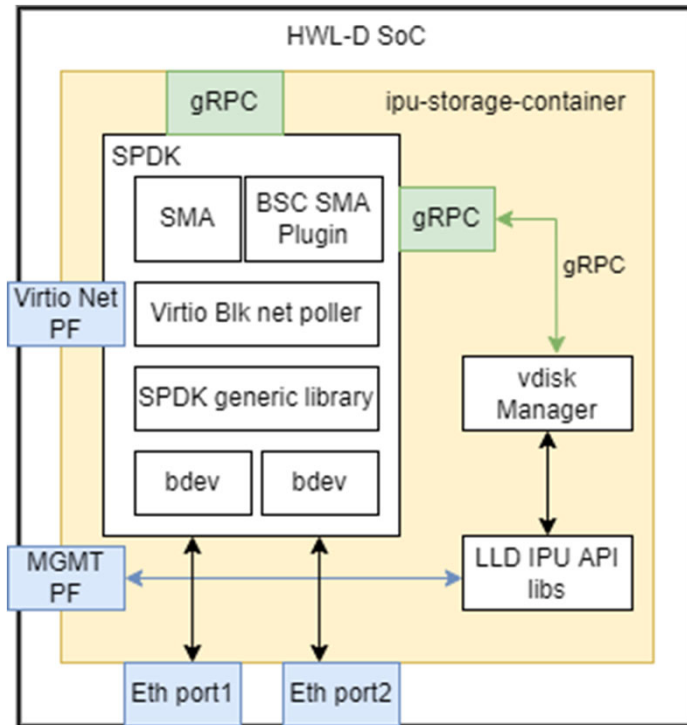 HWL-D SoC
gRPC
ipu-storage-container
SPDK
SMA
BSC SMA
Plugin
gRPC
gRPC
Virtio Net
PF
Virtio Blk net poller
vdisk
Manager
SPDK generic library
bdev
bdev
MGMT
PF
LLD IPU API
libs
Eth port1
Eth port2